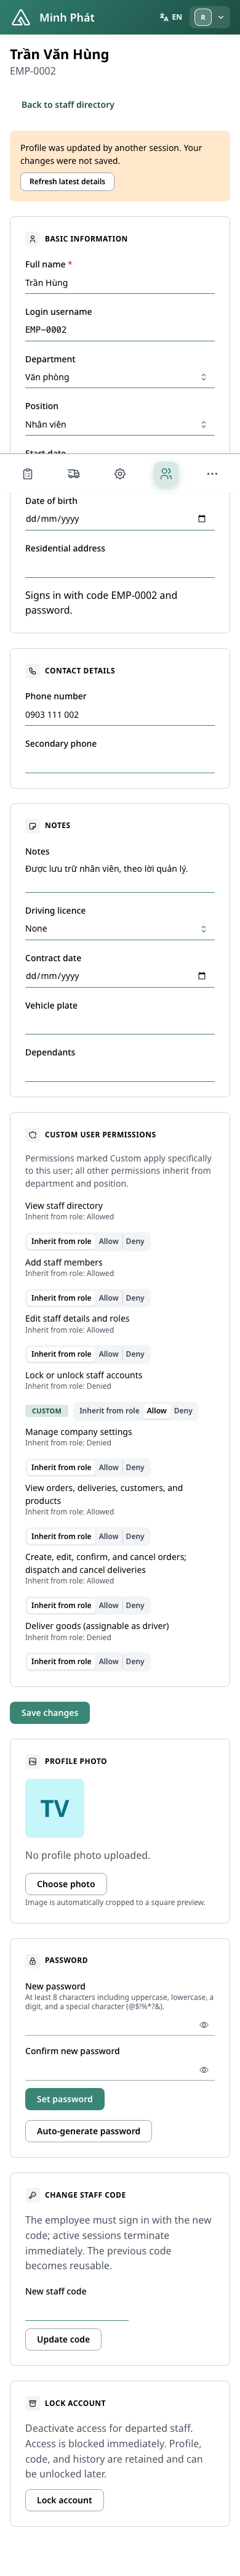 Minh Phát
EN
R
Trần Văn Hùng
EMP-0002
Back to staff directory
Profile was updated by another session. Your
changes were not saved.
Refresh latest details
BASIC INFORMATION
Full name *
Trần Hùng
Login username
EMP-0002
Department
Văn phòng
Position
Nhân viên
Start date
Date of birth
dd/mm/yyyy
Residential address
Signs in with code EMP-0002 and
password.
CONTACT DETAILS
Phone number
0903 111 002
Secondary phone
NOTES
Notes
Được lưu trữ nhân viên, theo lời quản lý.
Driving licence
None
Contract date
dd/mm/yyyy
Vehicle plate
Dependants
CUSTOM USER PERMISSIONS
Permissions marked Custom apply specifically
to this user; all other permissions inherit from
department and position.
View staff directory
Inherit from role: Allowed
Inherit from role Allow Deny
Add staff members
Inherit from role: Allowed
Inherit from role Allow Deny
Edit staff details and roles
Inherit from role: Allowed
Inherit from role Allow Deny
Lock or unlock staff accounts
Inherit from role: Denied
CUSTOM Inherit from role Allow Deny
Manage company settings
Inherit from role: Denied
Inherit from role Allow Deny
View orders, deliveries, customers, and
products
Inherit from role: Allowed
Inherit from role Allow Deny
Create, edit, confirm, and cancel orders;
dispatch and cancel deliveries
Inherit from role: Allowed
Inherit from role Allow Deny
Deliver goods (assignable as driver)
Inherit from role: Denied
Inherit from role Allow Deny
Save changes
PROFILE PHOTO
TV
No profile photo uploaded.
Choose photo
Image is automatically cropped to a square preview.
PASSWORD
New password
At least 8 characters including uppercase, lowercase, a
digit, and a special character (@$!%*?&).
Confirm new password
Set password
Auto-generate password
CHANGE STAFF CODE
The employee must sign in with the new
code; active sessions terminate
immediately. The previous code
becomes reusable.
New staff code
Update code
LOCK ACCOUNT
Deactivate access for departed staff.
Access is blocked immediately. Profile,
code, and history are retained and can
be unlocked later.
Lock account